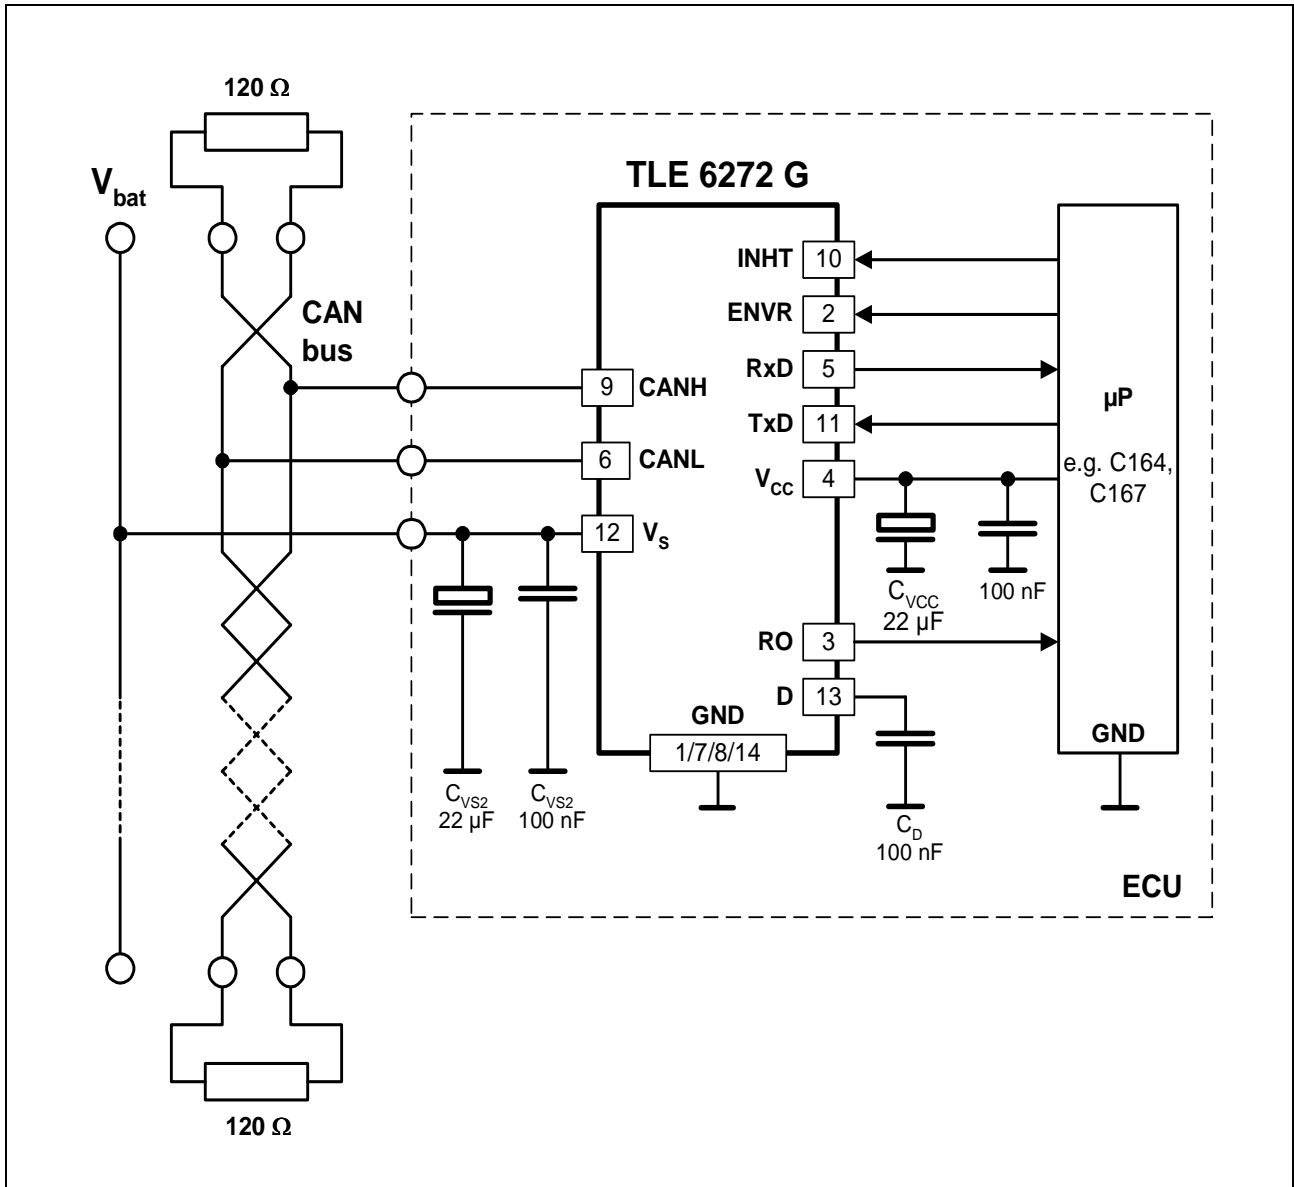 120 Ω
V_bat
CAN
bus
TLE 6272 G
INHT 10
ENVR 2
RxD 5
TxD 11
V_CC 4
9 CANH
6 CANL
12 V_S
µP
e.g. C164,
C167
C_VCC
22 µF
100 nF
RO 3
D 13
GND
1/7/8/14
GND
C_VS2
22 µF
C_VS2
100 nF
C_D
100 nF
ECU
120 Ω